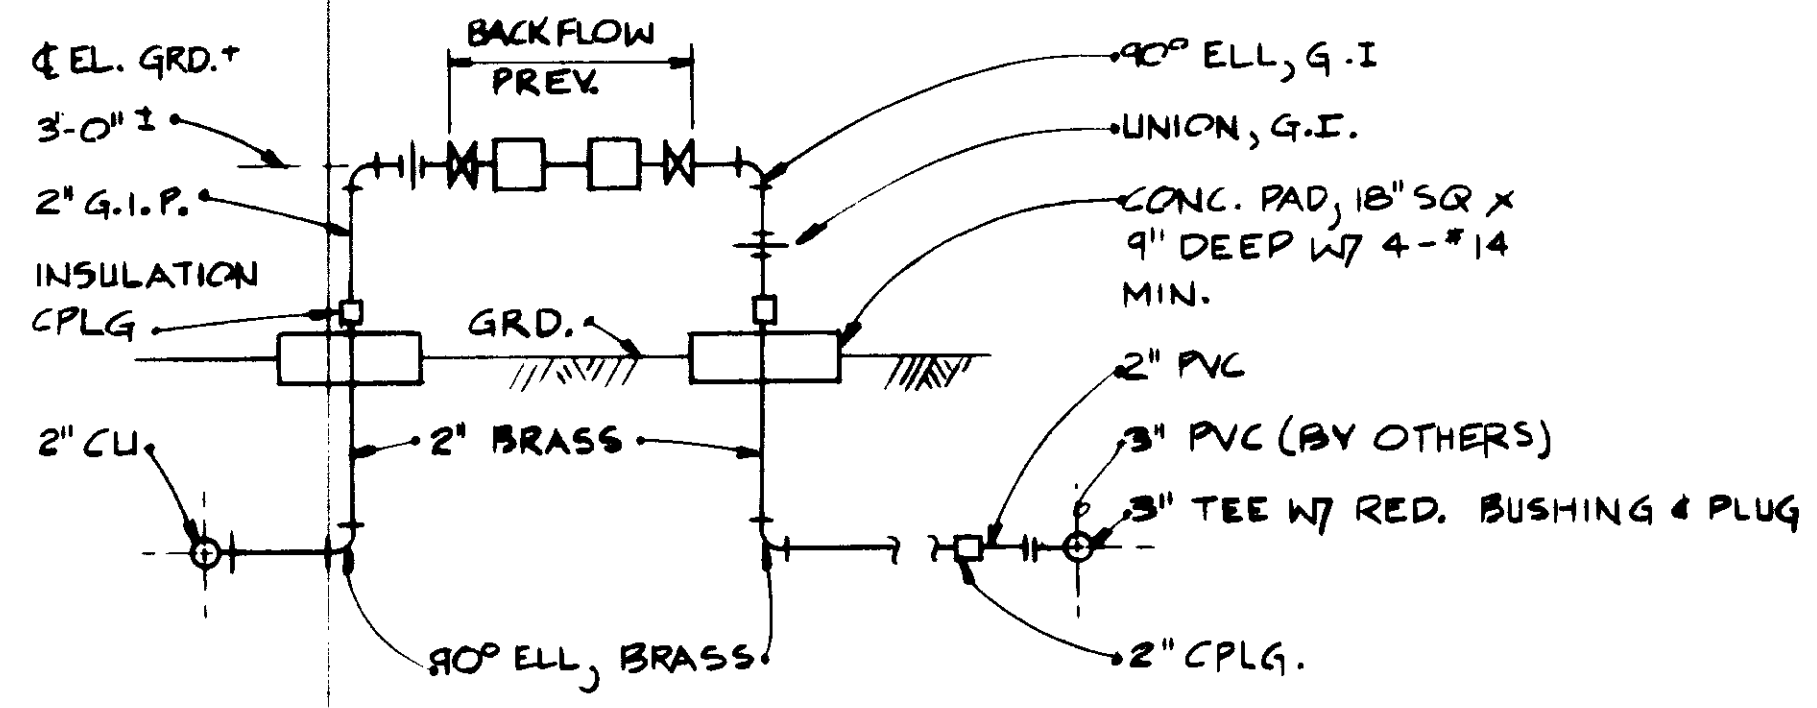 ℄ EL. GRD.+
3'-0" ±
2" G.I.P.
INSULATION
CPLG
2" CU
BACKFLOW
PREV.
GRD.
2" BRASS
90° ELL, BRASS
90° ELL, G.I
UNION, G.I.
CONC. PAD, 18" SQ x
9" DEEP W/ 4-#14
MIN.
2" PVC
3" PVC (BY OTHERS)
3" TEE W/ RED. BUSHING & PLUG
2" CPLG.